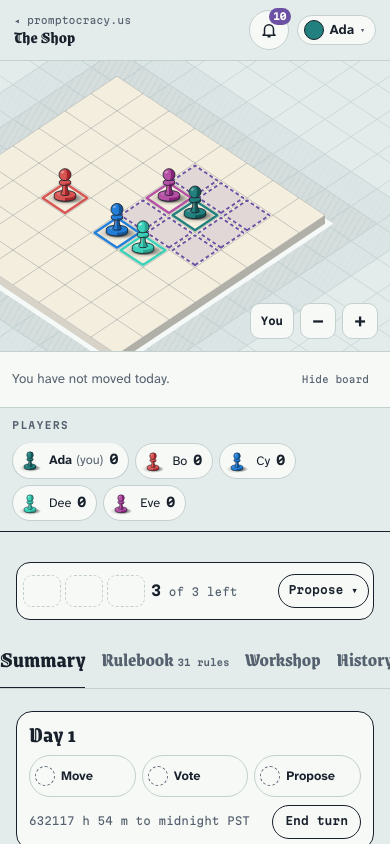 ◂ promptocracy.us
The Shop
10
Ada ▾
You
−
+
You have not moved today.
Hide board
PLAYERS
Ada (you) 0
Bo 0
Cy 0
Dee 0
Eve 0
3 of 3 left
Propose ▾
Summary
Rulebook 31 rules
Workshop
History
Day 1
Move
Vote
Propose
632117 h 54 m to midnight PST
End turn